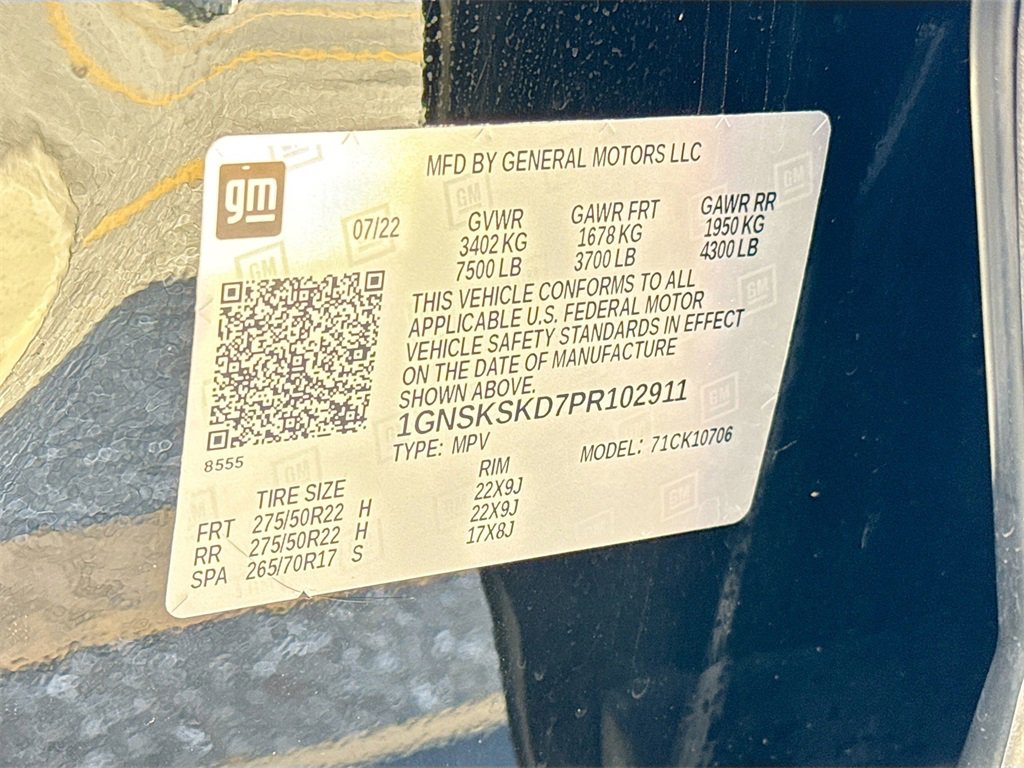 gm
MFD BY GENERAL MOTORS LLC
07/22
GVWR GAWR FRT GAWR RR
3402 KG 1678 KG 1950 KG
7500 LB 3700 LB 4300 LB
THIS VEHICLE CONFORMS TO ALL
APPLICABLE U.S. FEDERAL MOTOR
VEHICLE SAFETY STANDARDS IN EFFECT
ON THE DATE OF MANUFACTURE
SHOWN ABOVE.
1GNSKSKD7PR102911
TYPE: MPV MODEL: 71CK10706
8555
TIRE SIZE RIM
FRT 275/50R22 H 22X9J
RR 275/50R22 H 22X9J
SPA 265/70R17 S 17X8J